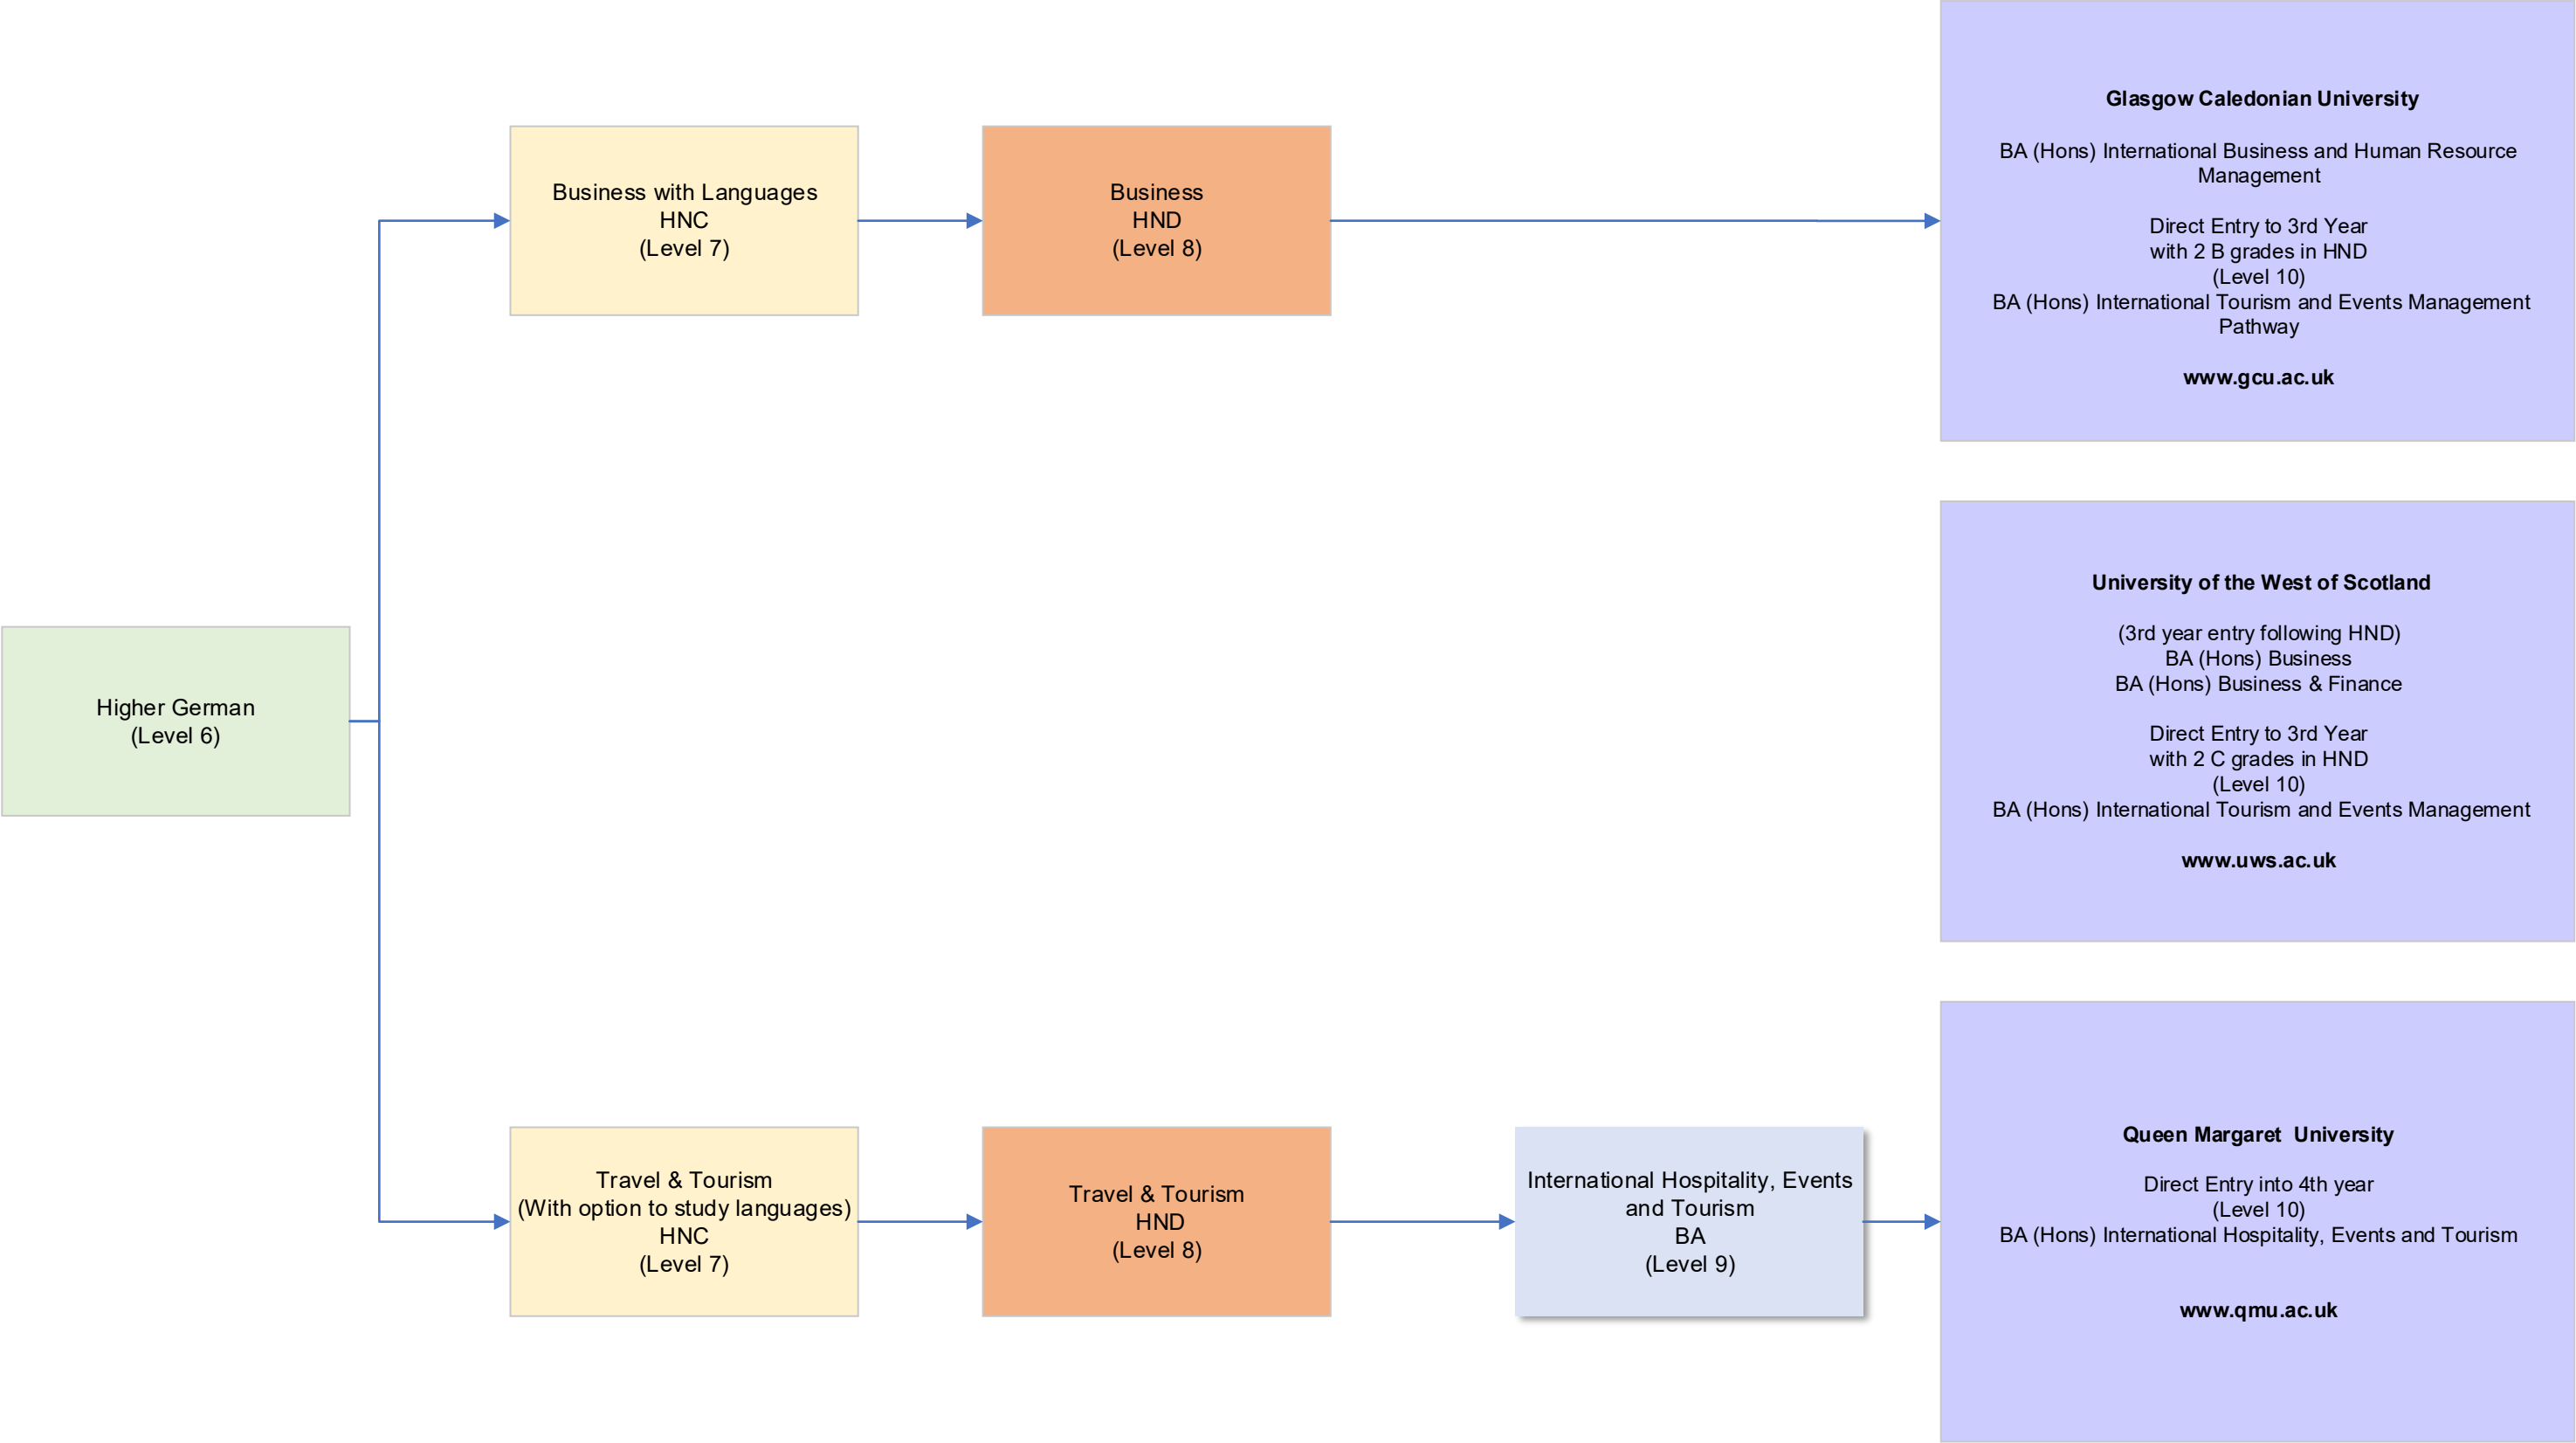 Higher German
(Level 6)
Business with Languages
HNC
(Level 7)
Business
HND
(Level 8)
Glasgow Caledonian University
BA (Hons) International Business and Human Resource
Management
Direct Entry to 3rd Year
with 2 B grades in HND
(Level 10)
BA (Hons) International Tourism and Events Management
Pathway
www.gcu.ac.uk
University of the West of Scotland
(3rd year entry following HND)
BA (Hons) Business
BA (Hons) Business & Finance
Direct Entry to 3rd Year
with 2 C grades in HND
(Level 10)
BA (Hons) International Tourism and Events Management
www.uws.ac.uk
Travel & Tourism
(With option to study languages)
HNC
(Level 7)
Travel & Tourism
HND
(Level 8)
International Hospitality, Events
and Tourism
BA
(Level 9)
Queen Margaret  University
Direct Entry into 4th year
(Level 10)
BA (Hons) International Hospitality, Events and Tourism
www.qmu.ac.uk